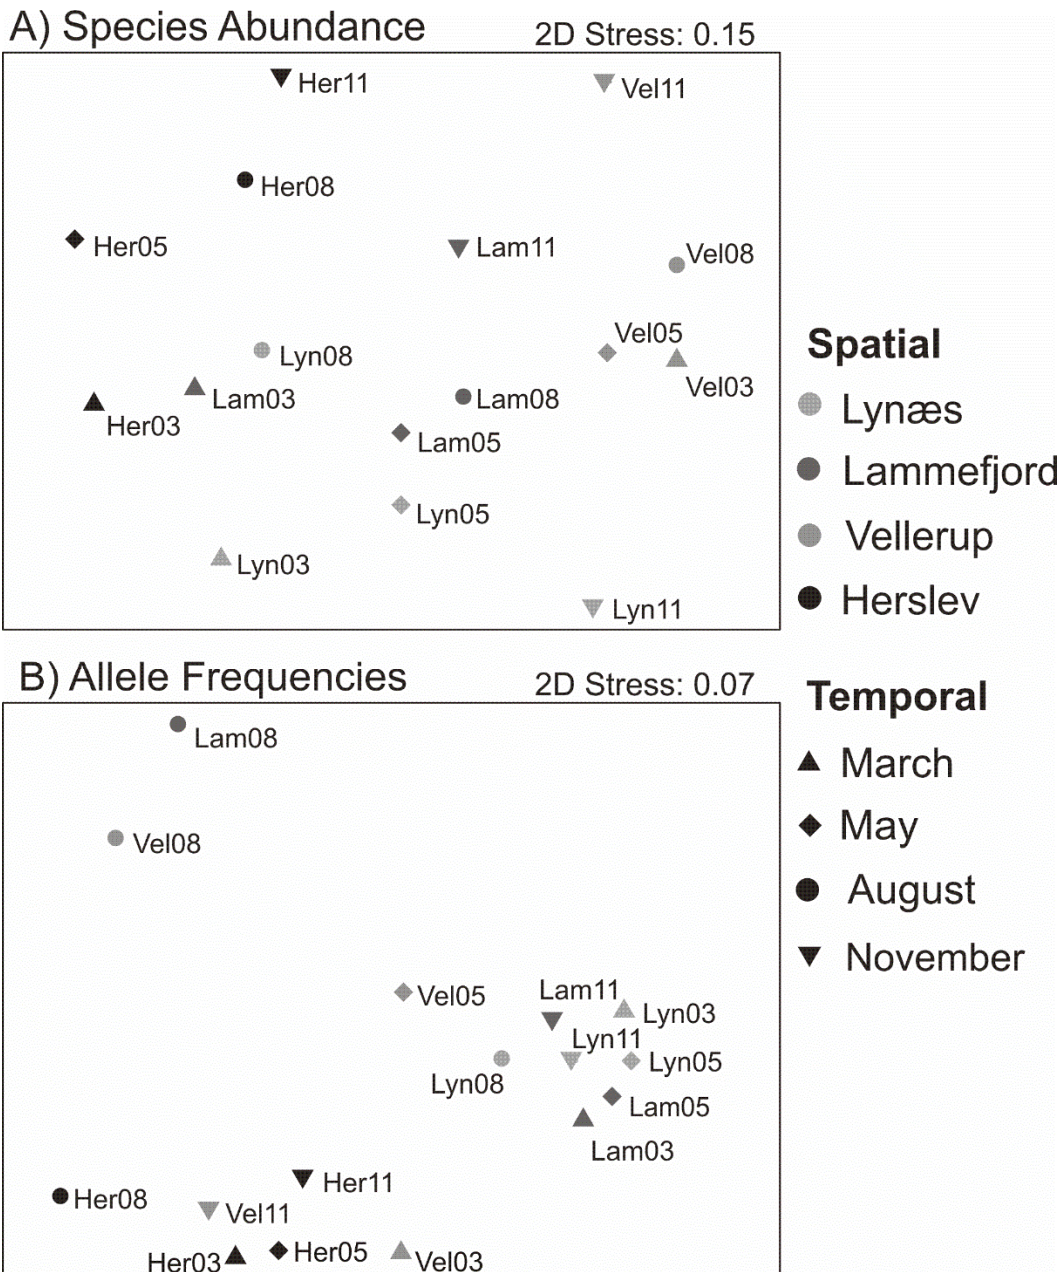 A) Species Abundance
2D Stress: 0.15
Her11
Vel11
Her08
Her05
Lam11
Vel08
Vel05
Lyn08
Vel03
Lam03
Lam08
Her03
Lam05
Lyn05
Lyn03
Lyn11
Spatial
Lynæs
Lammefjord
Vellerup
Herslev
B) Allele Frequencies
2D Stress: 0.07
Lam08
Vel08
Vel05
Lam11
Lyn03
Lyn11
Lyn05
Lyn08
Lam05
Lam03
Her11
Her08
Vel11
Her05
Her03
Vel03
Temporal
March
May
August
November